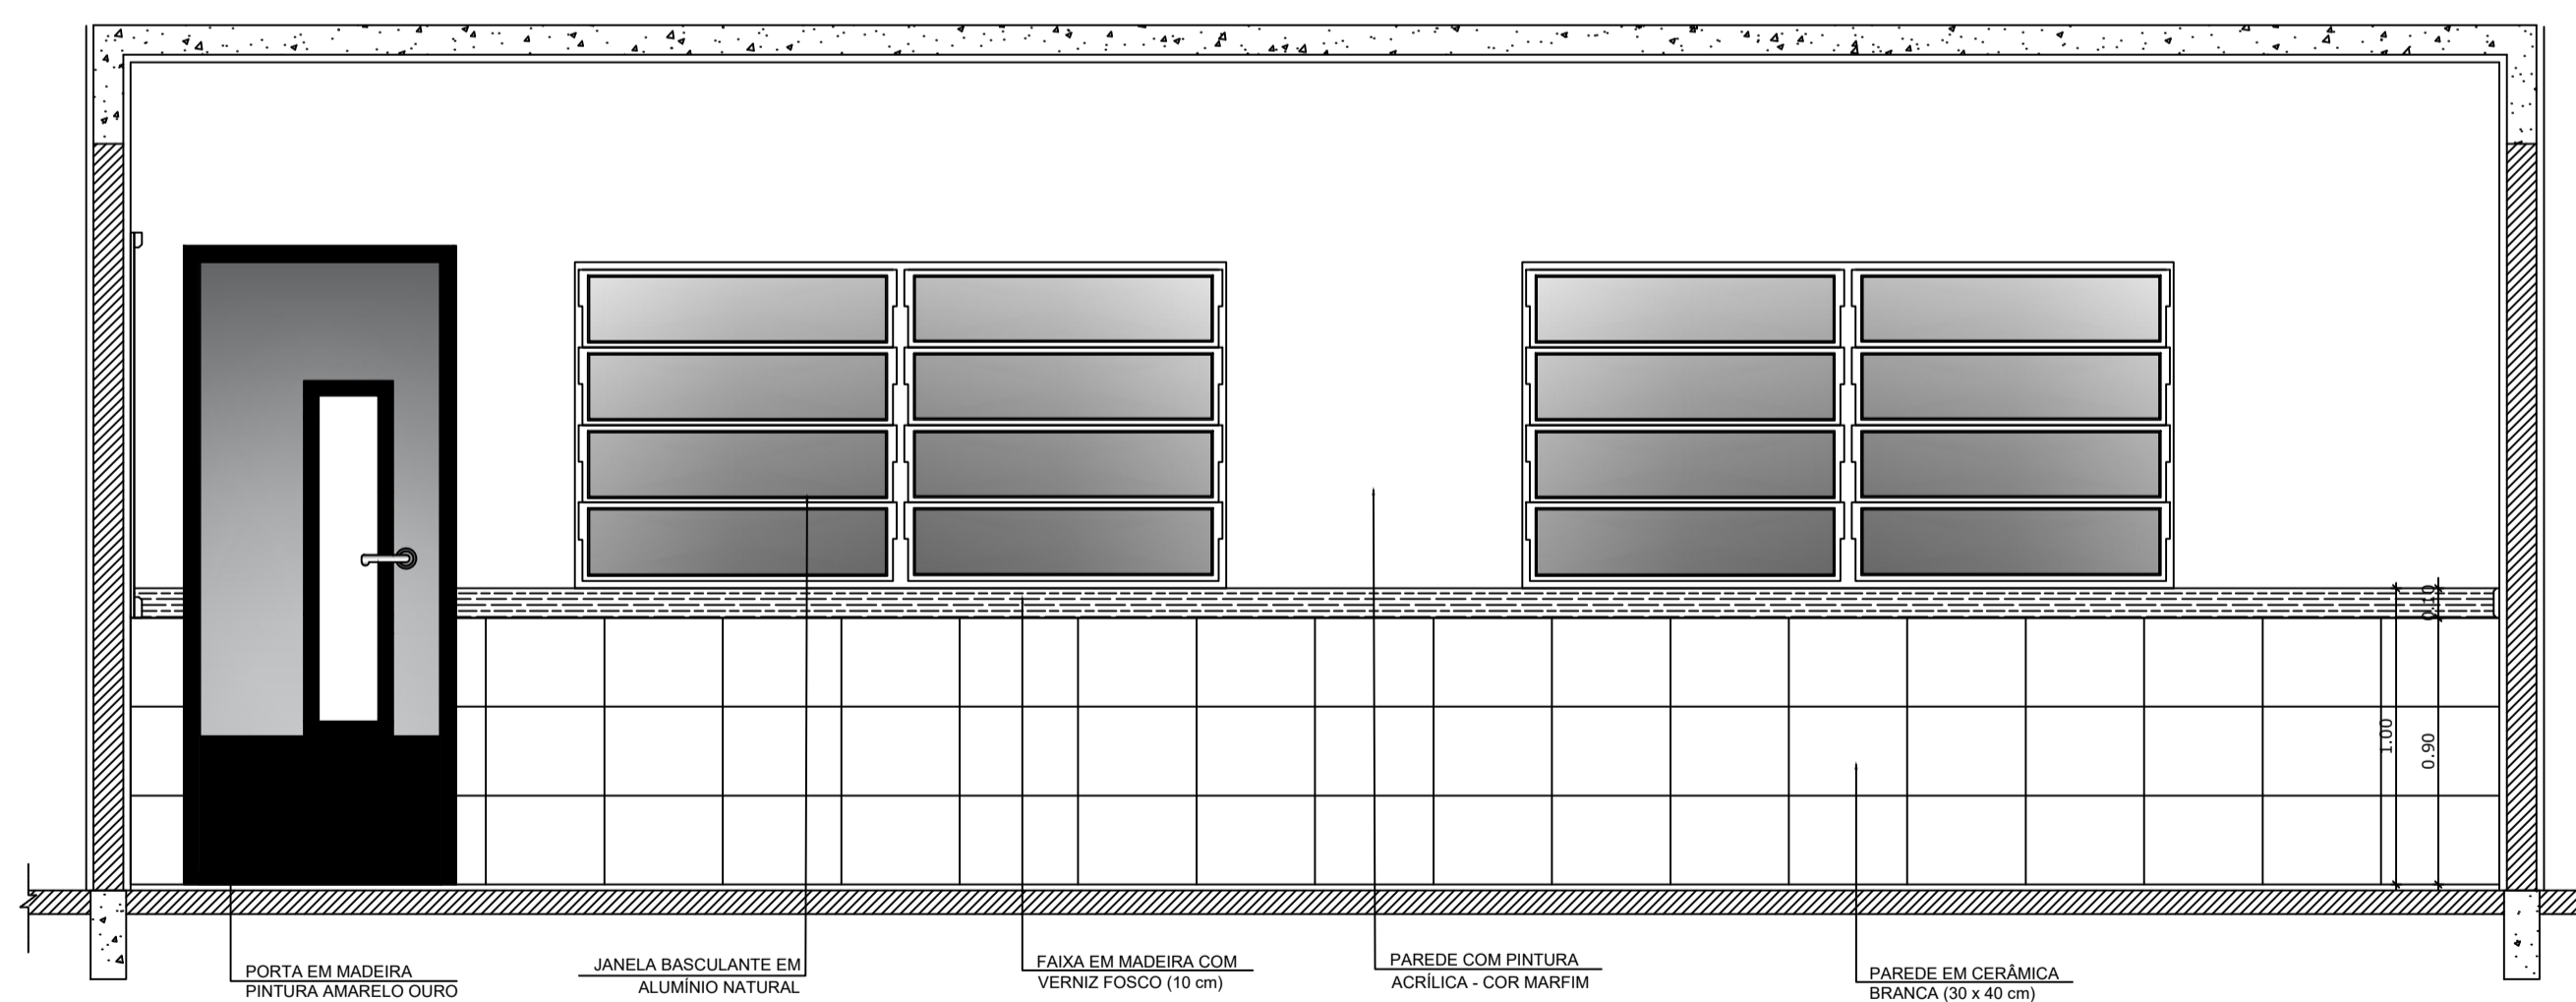 0.10
1.00
0.90
PORTA EM MADEIRA
PINTURA AMARELO OURO
JANELA BASCULANTE EM
ALUMÍNIO NATURAL
FAIXA EM MADEIRA COM
VERNIZ FOSCO (10 cm)
PAREDE COM PINTURA
ACRÍLICA - COR MARFIM
PAREDE EM CERÂMICA
BRANCA (30 x 40 cm)